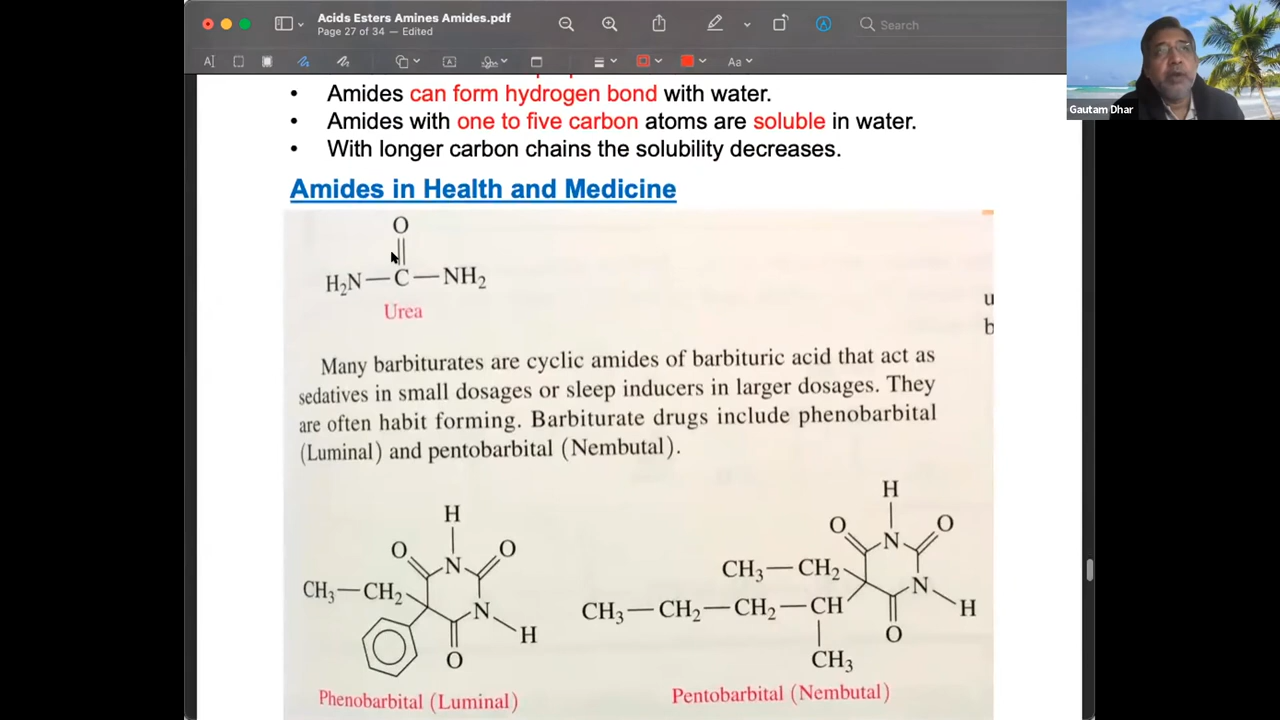 Acids Esters Amines Amides.pdf
Page 27 of 34 — Edited
Search
Gautam Dhar
• Amides can form hydrogen bond with water.
• Amides with one to five carbon atoms are soluble in water.
• With longer carbon chains the solubility decreases.
Amides in Health and Medicine
O
H₂N—C—NH₂
Urea
u
b
Many barbiturates are cyclic amides of barbituric acid that act as
sedatives in small dosages or sleep inducers in larger dosages. They
are often habit forming. Barbiturate drugs include phenobarbital
(Luminal) and pentobarbital (Nembutal).
H
O N O
CH₃—CH₂
N
H
O
Phenobarbital (Luminal)
H
O N O
CH₃—CH₂
N
CH₃—CH₂—CH₂—CH
H
O
CH₃
Pentobarbital (Nembutal)